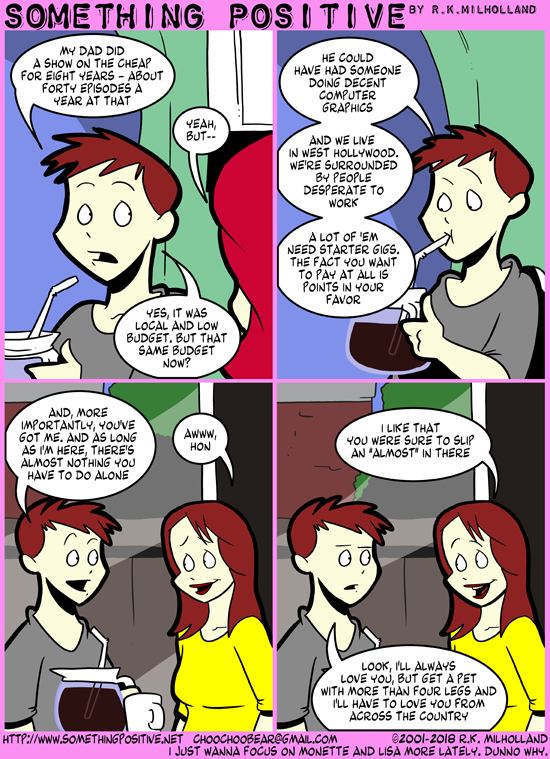 SOMETHING POSITIVE BY R.K.MILHOLLAND
MY DAD DID
A SHOW ON THE CHEAP
FOR EIGHT YEARS - ABOUT
FORTY EPISODES A
YEAR AT THAT
YEAH,
BUT--
YES, IT WAS
LOCAL AND LOW
BUDGET. BUT THAT
SAME BUDGET
NOW?
HE COULD
HAVE HAD SOMEONE
DOING DECENT
COMPUTER
GRAPHICS
AND WE LIVE
IN WEST HOLLYWOOD.
WE'RE SURROUNDED
BY PEOPLE
DESPERATE TO
WORK
A LOT OF 'EM
NEED STARTER GIGS.
THE FACT YOU WANT
TO PAY AT ALL IS
POINTS IN YOUR
FAVOR
AND, MORE
IMPORTANTLY, YOU'VE
GOT ME. AND AS LONG
AS I'M HERE, THERE'S
ALMOST NOTHING YOU
HAVE TO DO ALONE
AWWW,
HON
I LIKE THAT
YOU WERE SURE TO SLIP
AN "ALMOST" IN THERE
LOOK, I'LL ALWAYS
LOVE YOU, BUT GET A PET
WITH MORE THAN FOUR LEGS AND
I'LL HAVE TO LOVE YOU FROM
ACROSS THE COUNTRY
HTTP://WWW.SOMETHINGPOSITIVE.NET CHOOCHOOBEAR@GMAIL.COM ©2001-2018 R.K. MILHOLLAND
I JUST WANNA FOCUS ON MONETTE AND LISA MORE LATELY. DUNNO WHY.